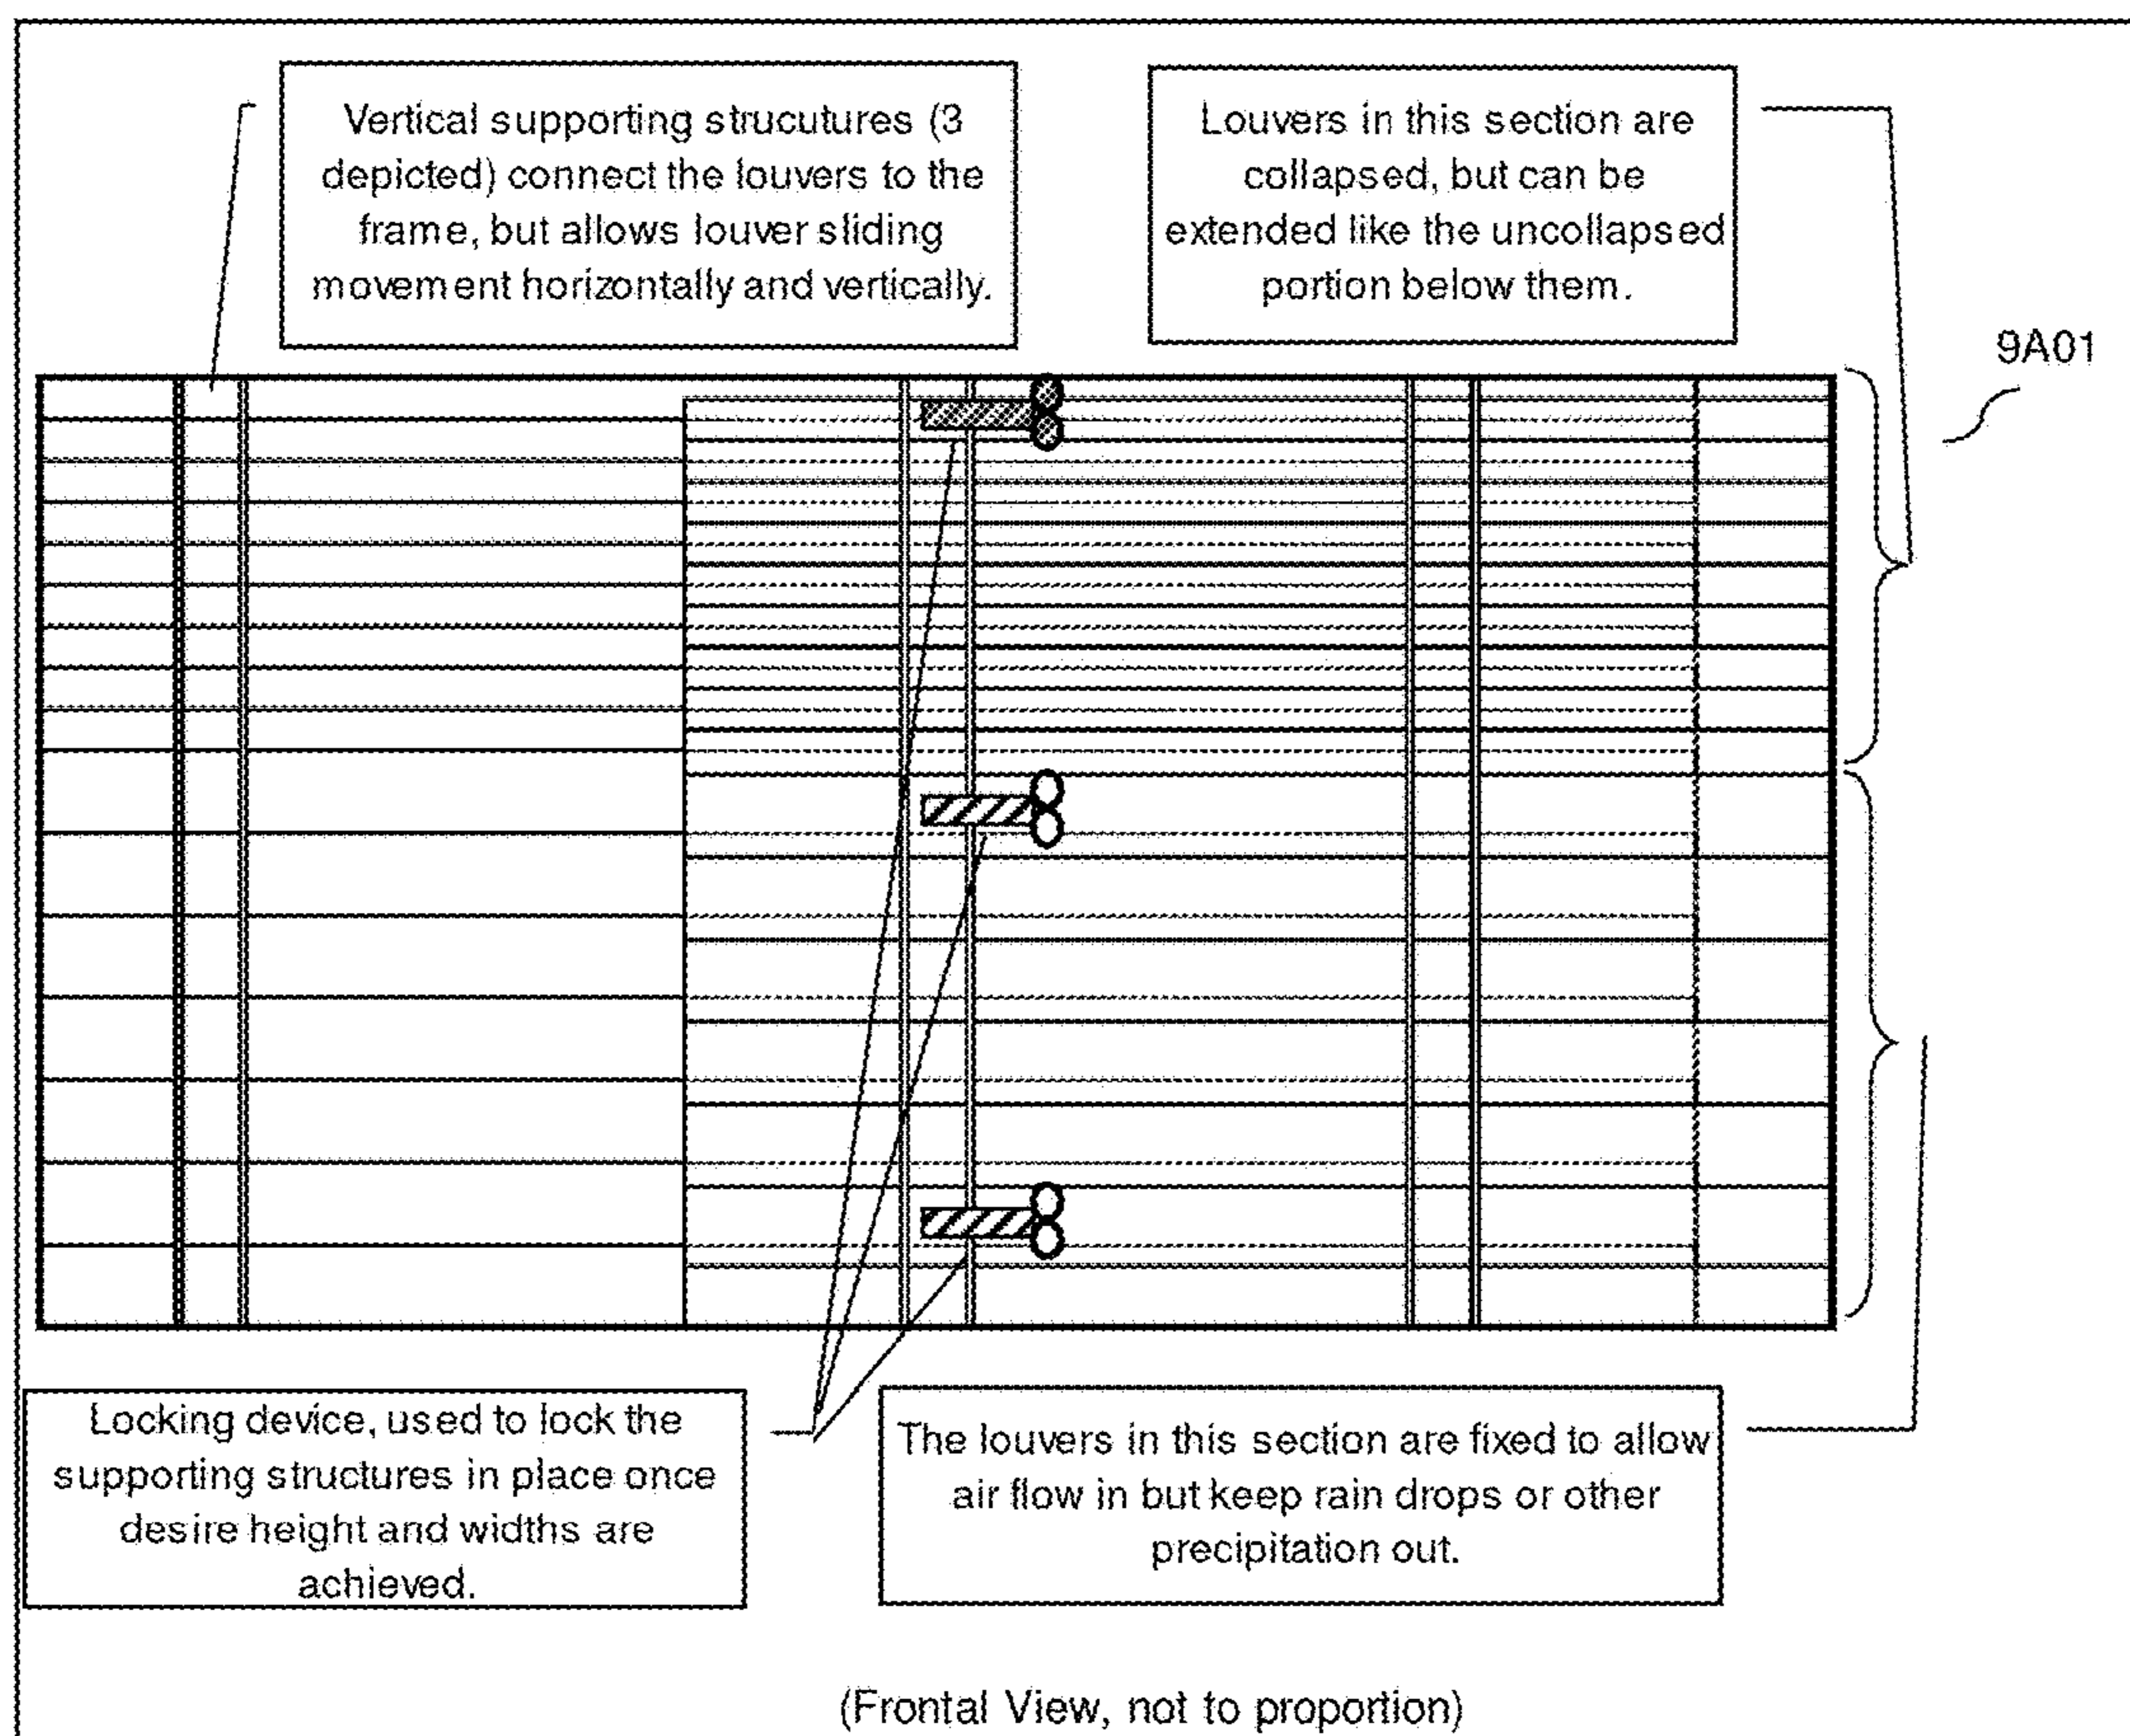 Vertical supporting strucutures (3
depicted) connect the louvers to the
frame, but allows louver sliding
movement horizontally and vertically.
Louvers in this section are
collapsed, but can be
extended like the uncollapsed
portion below them.
9A01
Locking device, used to lock the
supporting structures in place once
desire height and widths are
achieved.
The louvers in this section are fixed to allow
air flow in but keep rain drops or other
precipitation out.
(Frontal View, not to proportion)